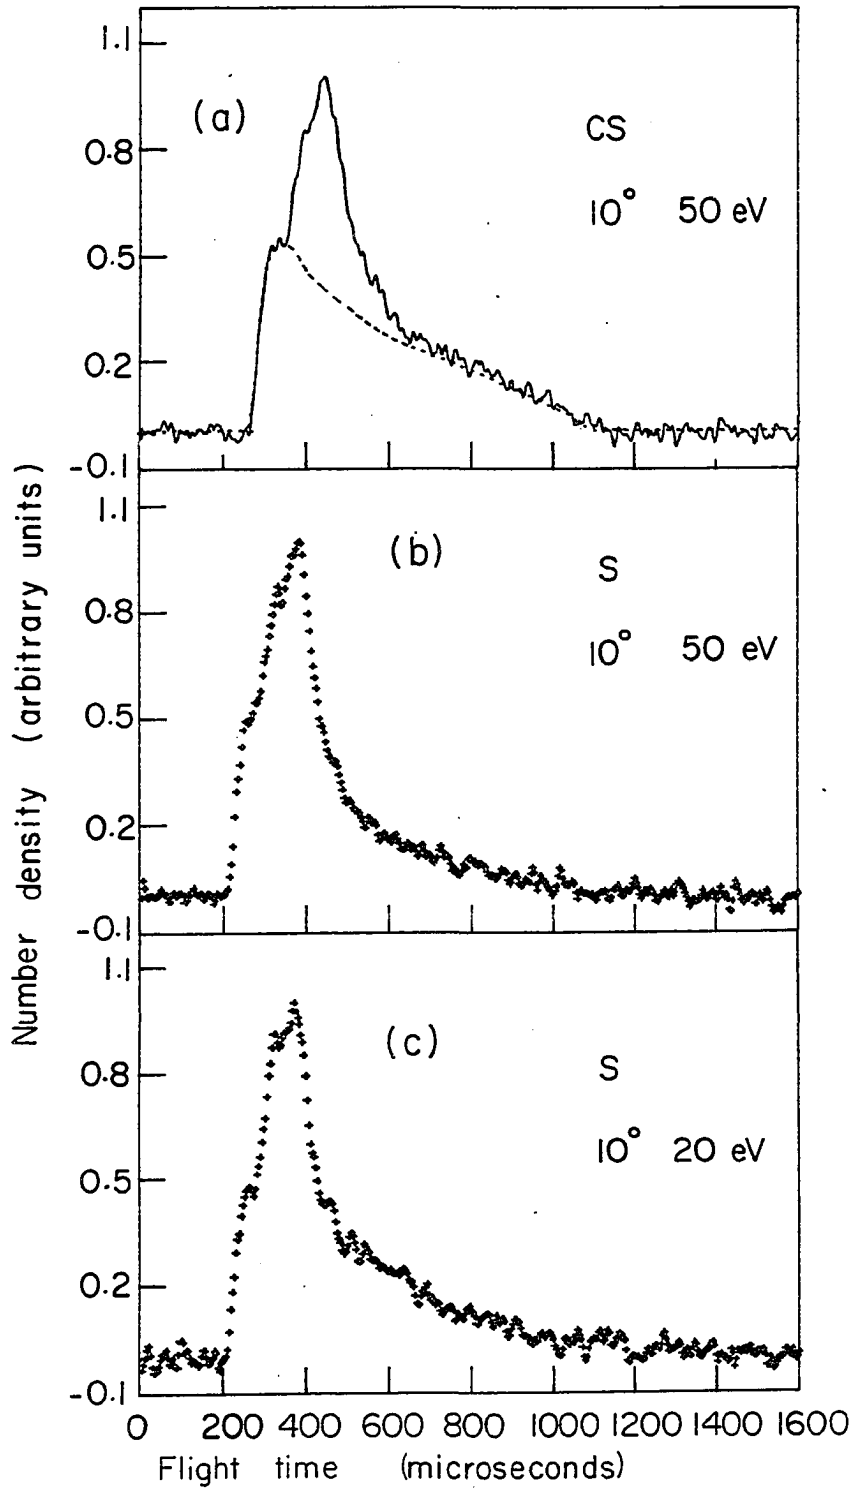 Number density (arbitrary units)
1.1
(a)
0.8
CS
10° 50 eV
0.5
0.2
-0.1
1.1
(b)
S
0.8
10° 50 eV
0.5
0.2
-0.1
1.1
(c)
0.8
S
10° 20 eV
0.5
0.2
-0.1
0 200 400 600 800 1000 1200 1400 1600
Flight time (microseconds)